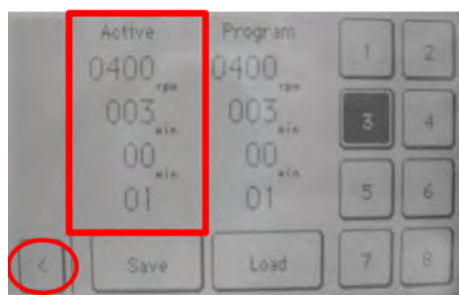 Active Program 1 2
0400 rpm 0400 rpm
003 min 003 min 3 4
00 min 00 min
01 01 5 6
< Save Load 7 8